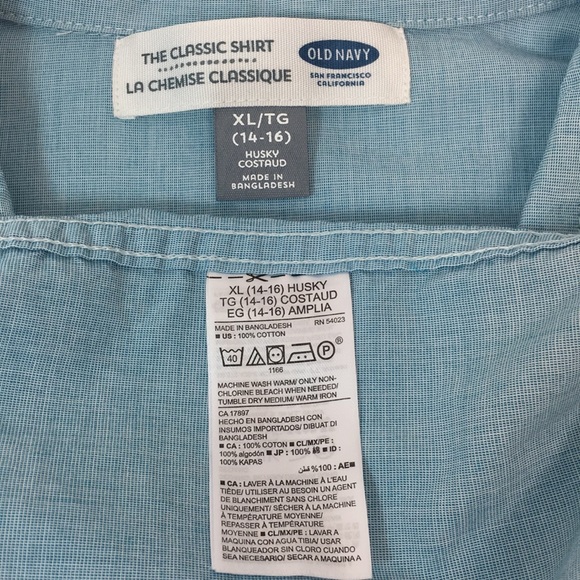 THE CLASSIC SHIRT
LA CHEMISE CLASSIQUE
OLD NAVY
SAN FRANCISCO
CALIFORNIA
XL/TG
(14-16)
HUSKY
COSTAUD
MADE IN
BANGLADESH
XL (14-16) HUSKY
TG (14-16) COSTAUD
EG (14-16) AMPLIA
MADE IN BANGLADESH RN 54023
■ US : 100% COTTON
40 P
1166
MACHINE WASH WARM/ ONLY NON-
CHLORINE BLEACH WHEN NEEDED/
TUMBLE DRY MEDIUM/ WARM IRON
CA 17897
HECHO EN BANGLADESH CON
INSUMOS IMPORTADOS/ DIBUAT DI
BANGLADESH
■ CA : 100% COTON ■ CL/MX/PE :
100% algodón ■ JP : 100% 綿 ■ ID :
100% KAPAS
■ AE : 100% قطن
■ CA : LAVER À LA MACHINE À L'EAU
TIÈDE/ UTILISER AU BESOIN UN AGENT
DE BLANCHIMENT SANS CHLORE
UNIQUEMENT/ SÉCHER À LA MACHINE
À TEMPÉRATURE MOYENNE/
REPASSER À TEMPÉRATURE
MOYENNE ■ CL/MX/PE : LAVAR A
MAQUINA CON AGUA TIBIA/ USAR
BLANQUEADOR SIN CLORO CUANDO
SEA NECESARIO/ SECAR A MAQUINA A